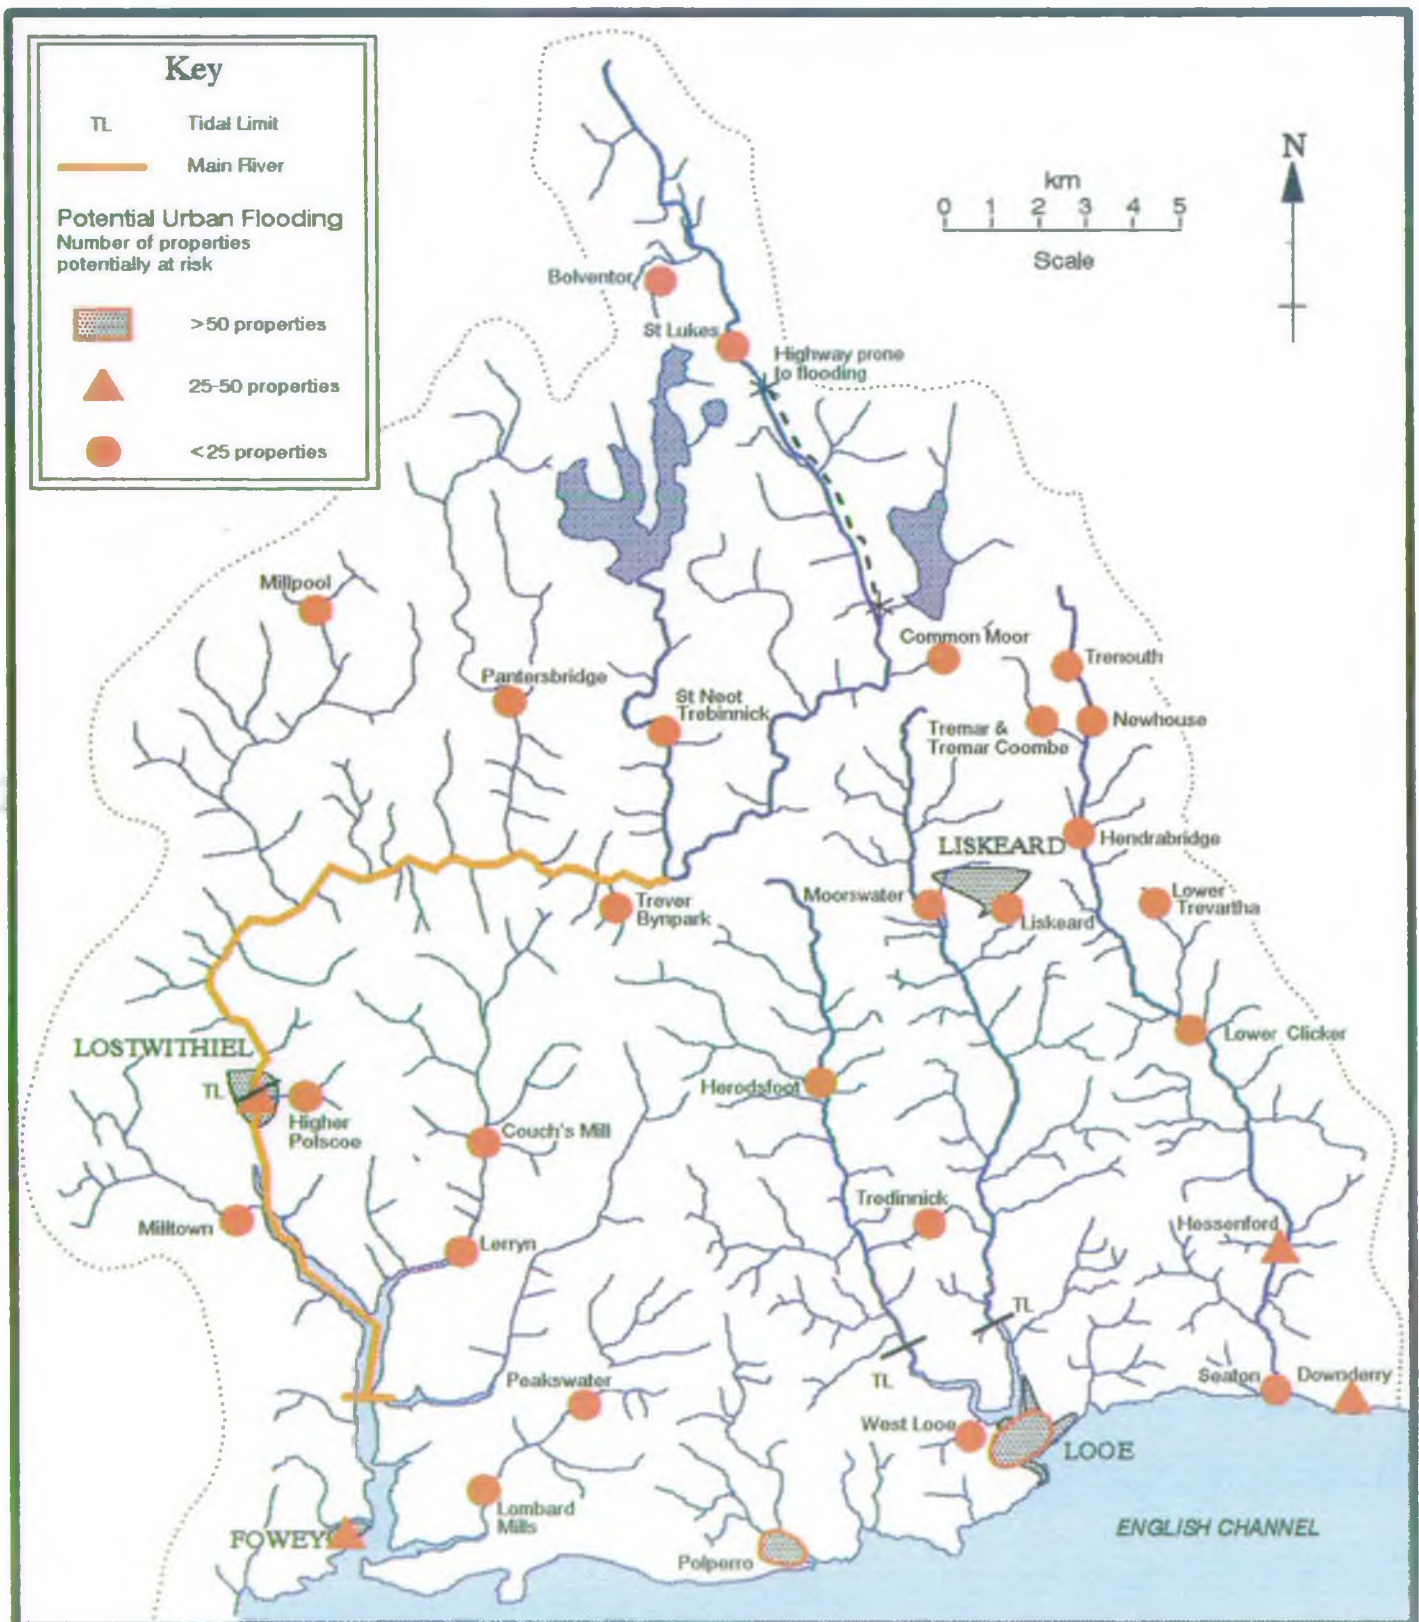 Key
TL Tidal Limit
Main River
Potential Urban Flooding
Number of properties
potentially at risk
>50 properties
25-50 properties
<25 properties
N
km
0 1 2 3 4 5
Scale
Bolventor
St Lukes
Highway prone
to flooding
Millpool
Common Moor
Trenouth
Pantersbridge
St Neot
Trebinnick
Tremar &
Tremar Coombe
Newhouse
LISKEARD
Hendrabridge
Moorswater
Liskeard
Lower
Trevartha
Trever
Bynpark
Lower Clicker
LOSTWITHIEL
TL
Higher
Polscoe
Herodsfoot
Couch's Mill
Tredinnick
Milltown
Lerryn
Hessenford
TL
TL
Peakswater
Seaton
Downderry
West Looe
LOOE
Lombard
Mills
FOWEY
Polperro
ENGLISH CHANNEL